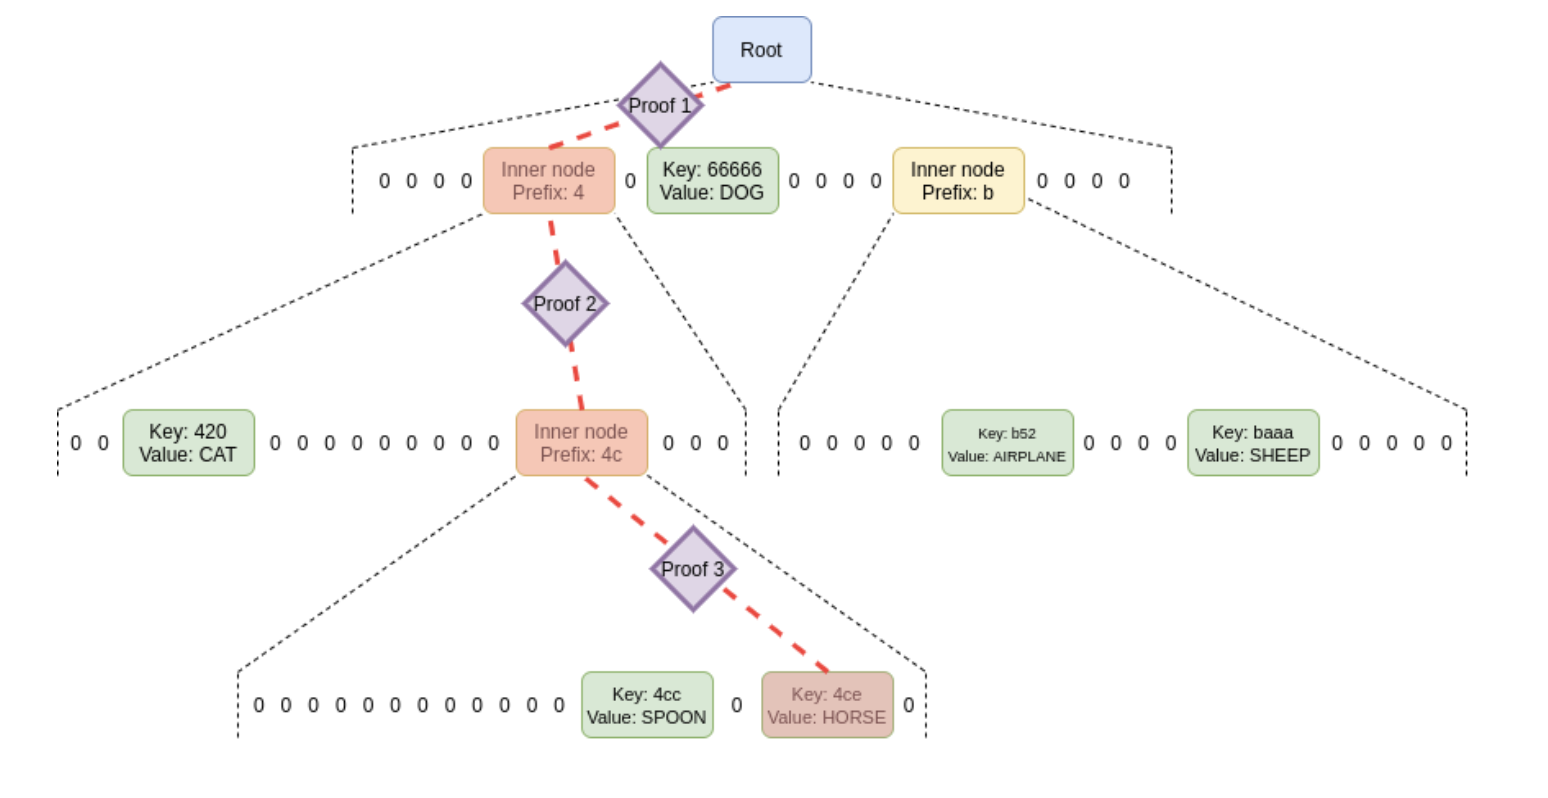 Root
Proof 1
0 0 0 0
Inner node
Prefix: 4
0
Key: 66666
Value: DOG
0 0 0 0
Inner node
Prefix: b
0 0 0 0
Proof 2
0 0
Key: 420
Value: CAT
0 0 0 0 0 0 0 0 0
Inner node
Prefix: 4c
0 0 0
0 0 0 0 0
Key: b52
Value: AIRPLANE
0 0 0 0
Key: baaa
Value: SHEEP
0 0 0 0 0
Proof 3
0 0 0 0 0 0 0 0 0 0 0 0
Key: 4cc
Value: SPOON
0
Key: 4ce
Value: HORSE
0